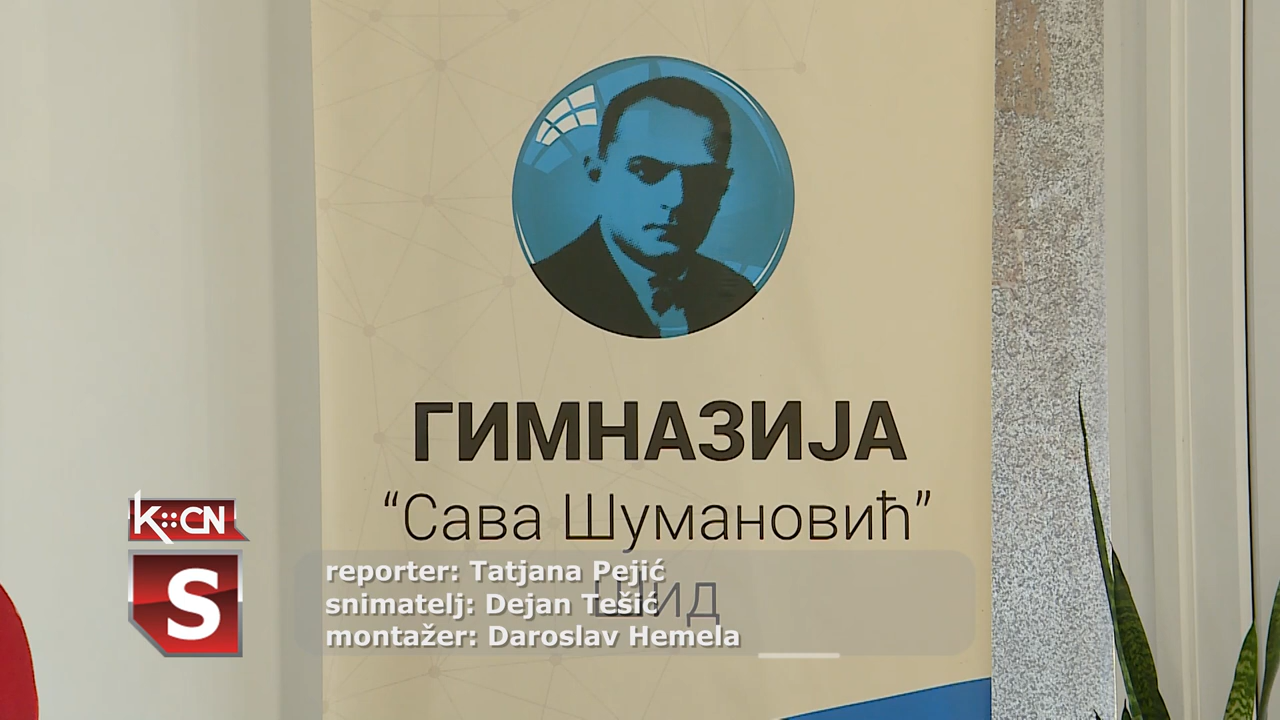 ГИМНАЗИЈА
“Сава Шумановић”
Шид
K::CN
S
reporter: Tatjana Pejić
snimatelj: Dejan Tešić
montažer: Daroslav Hemela